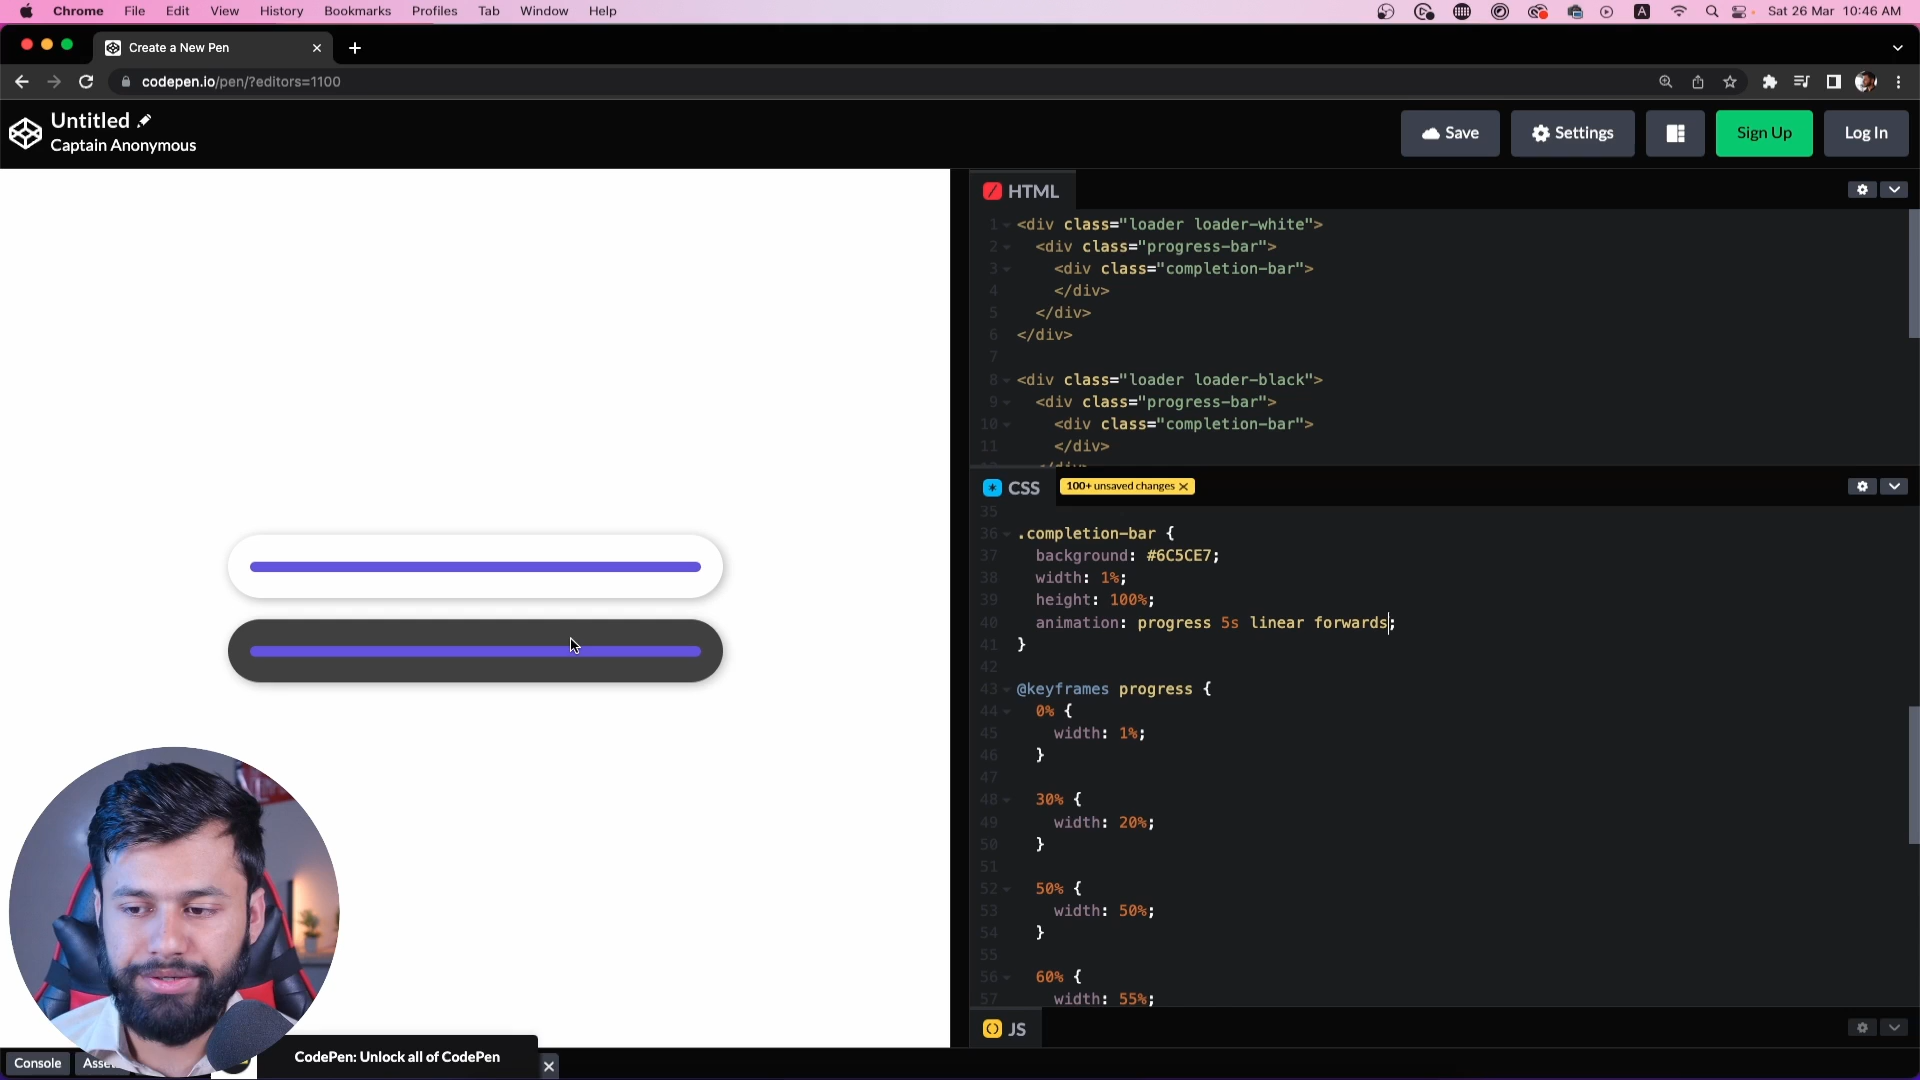 Chrome File Edit View History Bookmarks Profiles Tab Window Help
A Sat 26 Mar 10:46 AM
Create a New Pen
codepen.io/pen/?editors=1100
Untitled
Captain Anonymous
Save Settings Sign Up Log In
HTML
1 <div class="loader loader-white">
2 <div class="progress-bar">
3 <div class="completion-bar">
4 </div>
5 </div>
6 </div>
7
8 <div class="loader loader-black">
9 <div class="progress-bar">
10 <div class="completion-bar">
11 </div>
CSS 100+ unsaved changes
35
36 .completion-bar {
37 background: #6C5CE7;
38 width: 1%;
39 height: 100%;
40 animation: progress 5s linear forwards;
41 }
42
43 @keyframes progress {
44 0% {
45 width: 1%;
46 }
47
48 30% {
49 width: 20%;
50 }
51
52 50% {
53 width: 50%;
54 }
55
56 60% {
57 width: 55%;
JS
Console
CodePen: Unlock all of CodePen